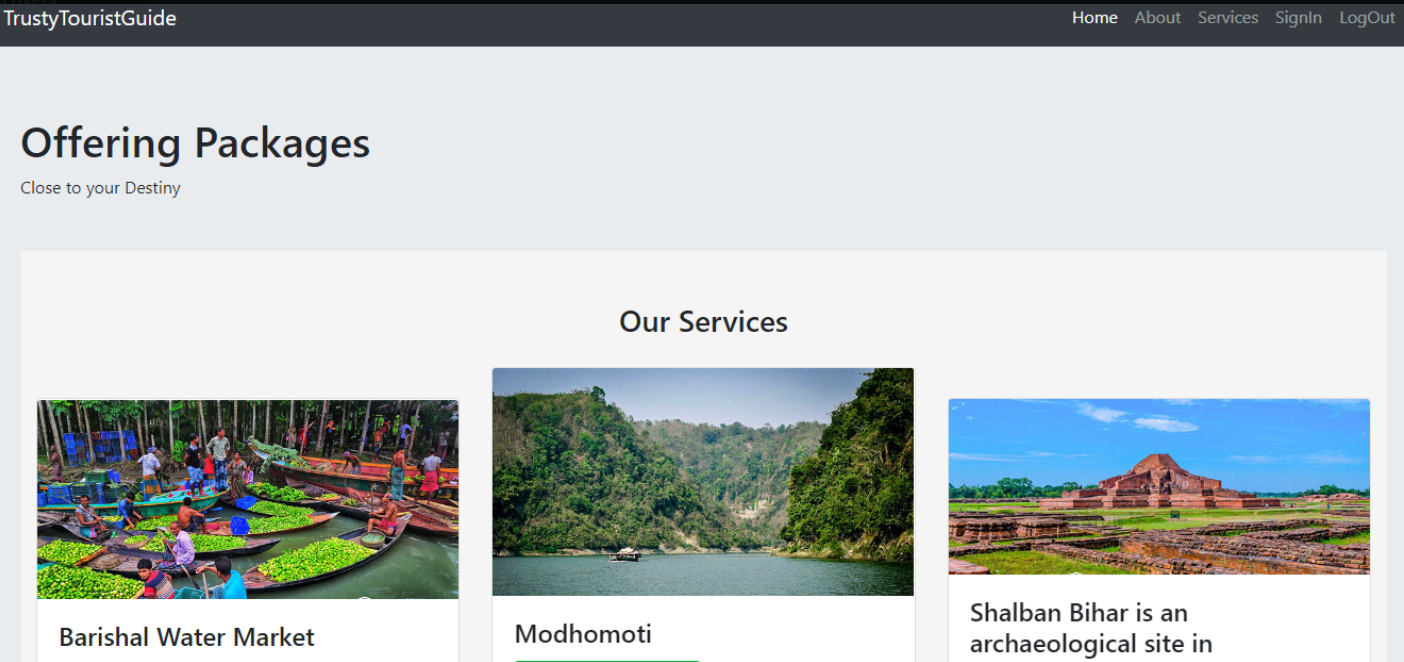 TrustyTouristGuide
Home About Services SignIn LogOut
Offering Packages
Close to your Destiny
Our Services
Barishal Water Market
Modhomoti
Shalban Bihar is an
archaeological site in